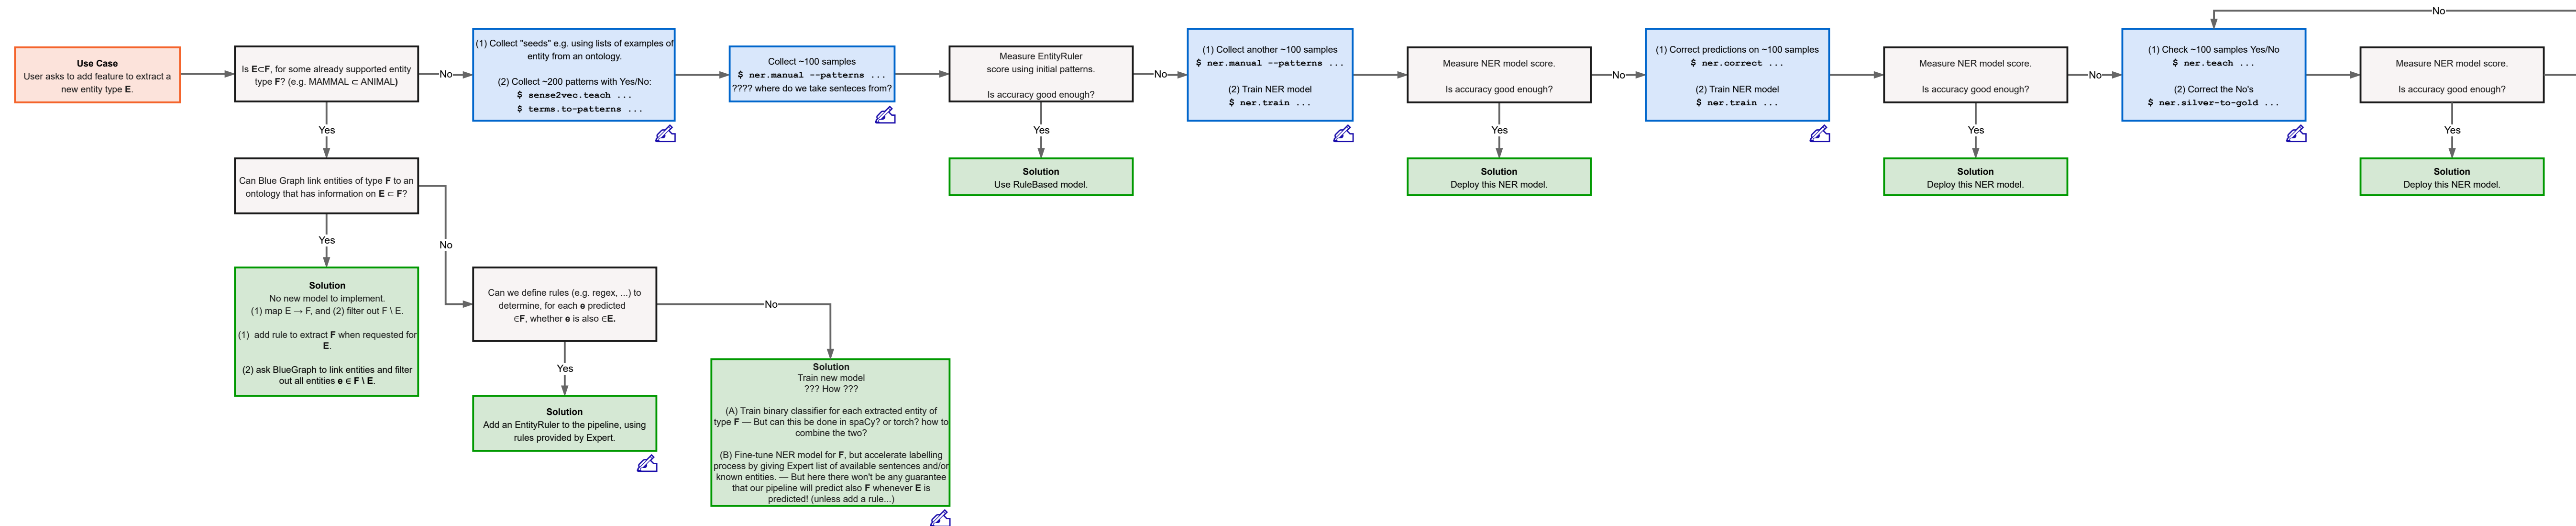 Use Case
User asks to add feature to extract a
new entity type E.
Is E⊂F, for some already supported entity
type F? (e.g. MAMMAL ⊂ ANIMAL)
No
(1) Collect "seeds" e.g. using lists of examples of
entity from an ontology.
(2) Collect ~200 patterns with Yes/No:
$ sense2vec.teach ...
$ terms.to-patterns ...
Collect ~100 samples
$ ner.manual --patterns ...
???? where do we take senteces from?
Measure EntityRuler
score using initial patterns.
Is accuracy good enough?
No
(1) Collect another ~100 samples
$ ner.manual --patterns ...
(2) Train NER model
$ ner.train ...
Measure NER model score.
Is accuracy good enough?
No
(1) Correct predictions on ~100 samples
$ ner.correct ...
(2) Train NER model
$ ner.train ...
Measure NER model score.
Is accuracy good enough?
No
(1) Check ~100 samples Yes/No
$ ner.teach ...
(2) Correct the No's
$ ner.silver-to-gold ...
Measure NER model score.
Is accuracy good enough?
No
Yes
Yes
Yes
Yes
Yes
Can Blue Graph link entities of type F to an
ontology that has information on E ⊂ F?
Solution
Use RuleBased model.
Solution
Deploy this NER model.
Solution
Deploy this NER model.
Solution
Deploy this NER model.
Yes
No
Solution
No new model to implement.
(1) map E → F, and (2) filter out F \ E.
(1) add rule to extract F when requested for
E.
(2) ask BlueGraph to link entities and filter
out all entities e ∈ F \ E.
Can we define rules (e.g. regex, ...) to
determine, for each e predicted
∈F, whether e is also ∈E.
No
Yes
Solution
Add an EntityRuler to the pipeline, using
rules provided by Expert.
Solution
Train new model
??? How ???
(A) Train binary classifier for each extracted entity of
type F — But can this be done in spaCy? or torch? how to
combine the two?
(B) Fine-tune NER model for F, but accelerate labelling
process by giving Expert list of available sentences and/or
known entities. — But here there won't be any guarantee
that our pipeline will predict also F whenever E is
predicted! (unless add a rule...)